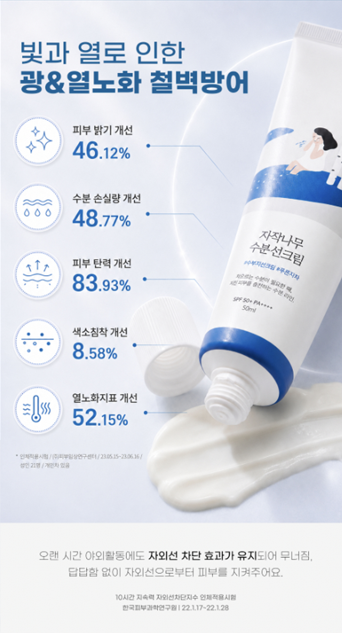 빛과 열로 인한
광&열노화 철벽방어
피부 밝기 개선
46.12%
수분 손실량 개선
48.77%
피부 탄력 개선
83.93%
색소침착 개선
8.58%
열노화지표 개선
52.15%
자작나무
수분선크림
SPF 50+ PA++++
50ml
오랜 시간 야외활동에도 자외선 차단 효과가 유지되어 무너짐,
답답함 없이 자외선으로부터 피부를 지켜주어요.
10시간 지속력 자외선차단지수 인체적용시험
한국피부과학연구원 | 22.1.17~22.1.28